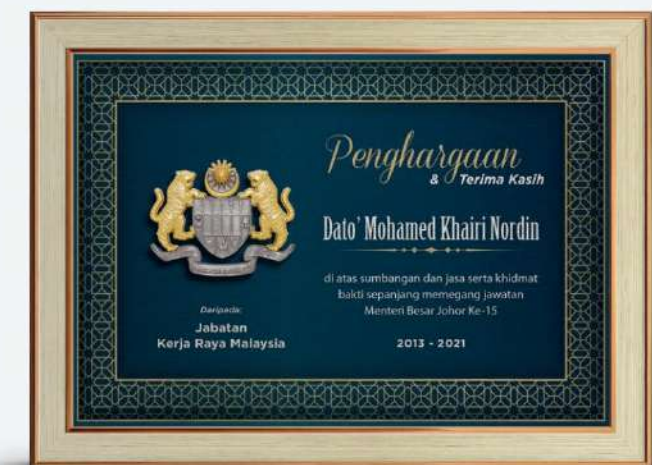 Penghargaan
& Terima Kasih
Dato' Mohamed Khairi Nordin
di atas sumbangan dan jasa serta khidmat
bakti sepanjang memegang jawatan
Menteri Besar Johor Ke-15
2013 - 2021
Daripada:
Jabatan
Kerja Raya Malaysia